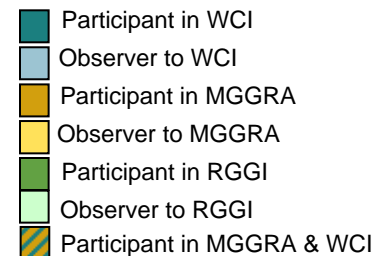 Participant in WCI
Observer to WCI
Participant in MGGRA
Observer to MGGRA
Participant in RGGI
Observer to RGGI
Participant in MGGRA & WCI